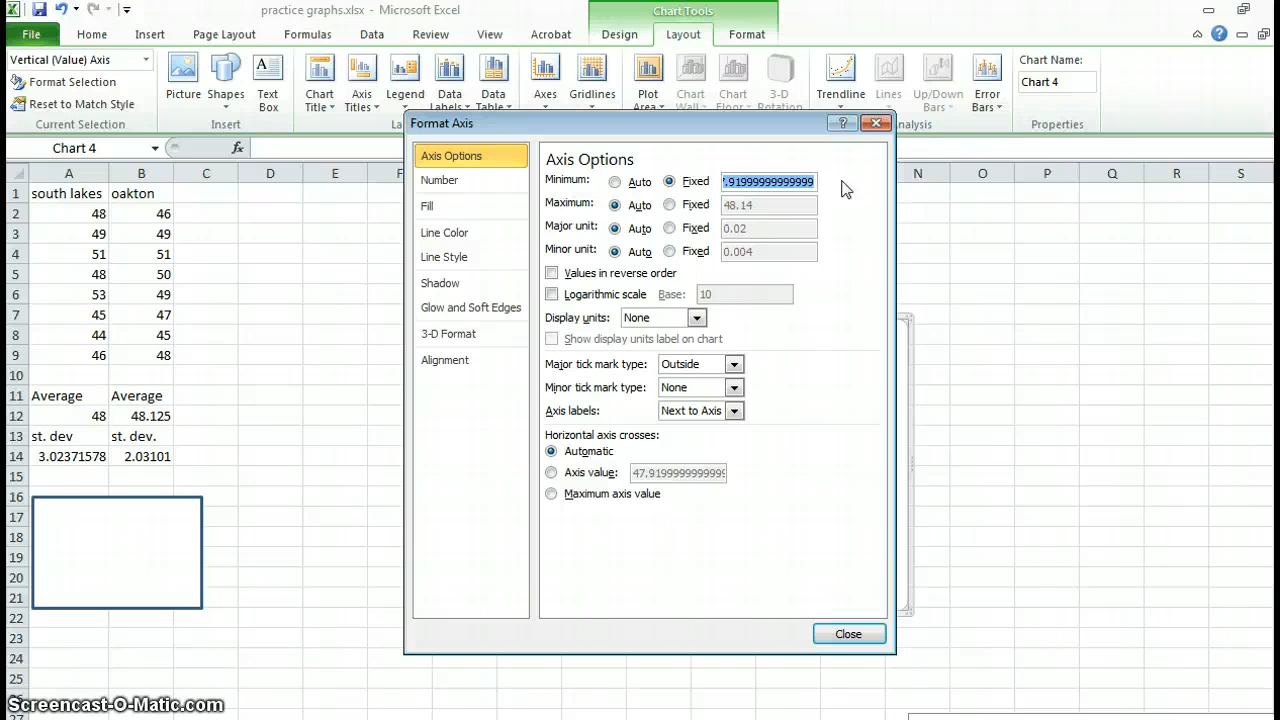 practice graphs.xlsx - Microsoft Excel
Chart Tools
File Home Insert Page Layout Formulas Data Review View Acrobat Design Layout Format
Vertical (Value) Axis
Format Selection
Reset to Match Style
Current Selection
Picture Shapes Text Box
Insert
Chart Title Axis Titles Legend Data Labels Data Table
Axes Gridlines
Plot Area Chart Wall Chart Floor 3-D Rotation
Trendline Lines Up/Down Bars Error Bars
Chart Name:
Chart 4
Properties
Chart 4 fx
A B C D E F N O P Q R S
1 south lakes oakton
2 48 46
3 49 49
4 51 51
5 48 50
6 53 49
7 45 47
8 44 45
9 46 48
10
11 Average Average
12 48 48.125
13 st. dev st. dev.
14 3.02371578 2.03101
15
16
17
18
19
20
21
22
23
24
25
Format Axis
Axis Options
Number
Fill
Line Color
Line Style
Shadow
Glow and Soft Edges
3-D Format
Alignment
Axis Options
Minimum: Auto Fixed 7.91999999999999
Maximum: Auto Fixed 48.14
Major unit: Auto Fixed 0.02
Minor unit: Auto Fixed 0.004
Values in reverse order
Logarithmic scale Base: 10
Display units: None
Show display units label on chart
Major tick mark type: Outside
Minor tick mark type: None
Axis labels: Next to Axis
Horizontal axis crosses:
Automatic
Axis value: 47.9199999999999
Maximum axis value
Close
Screencast-O-Matic.com